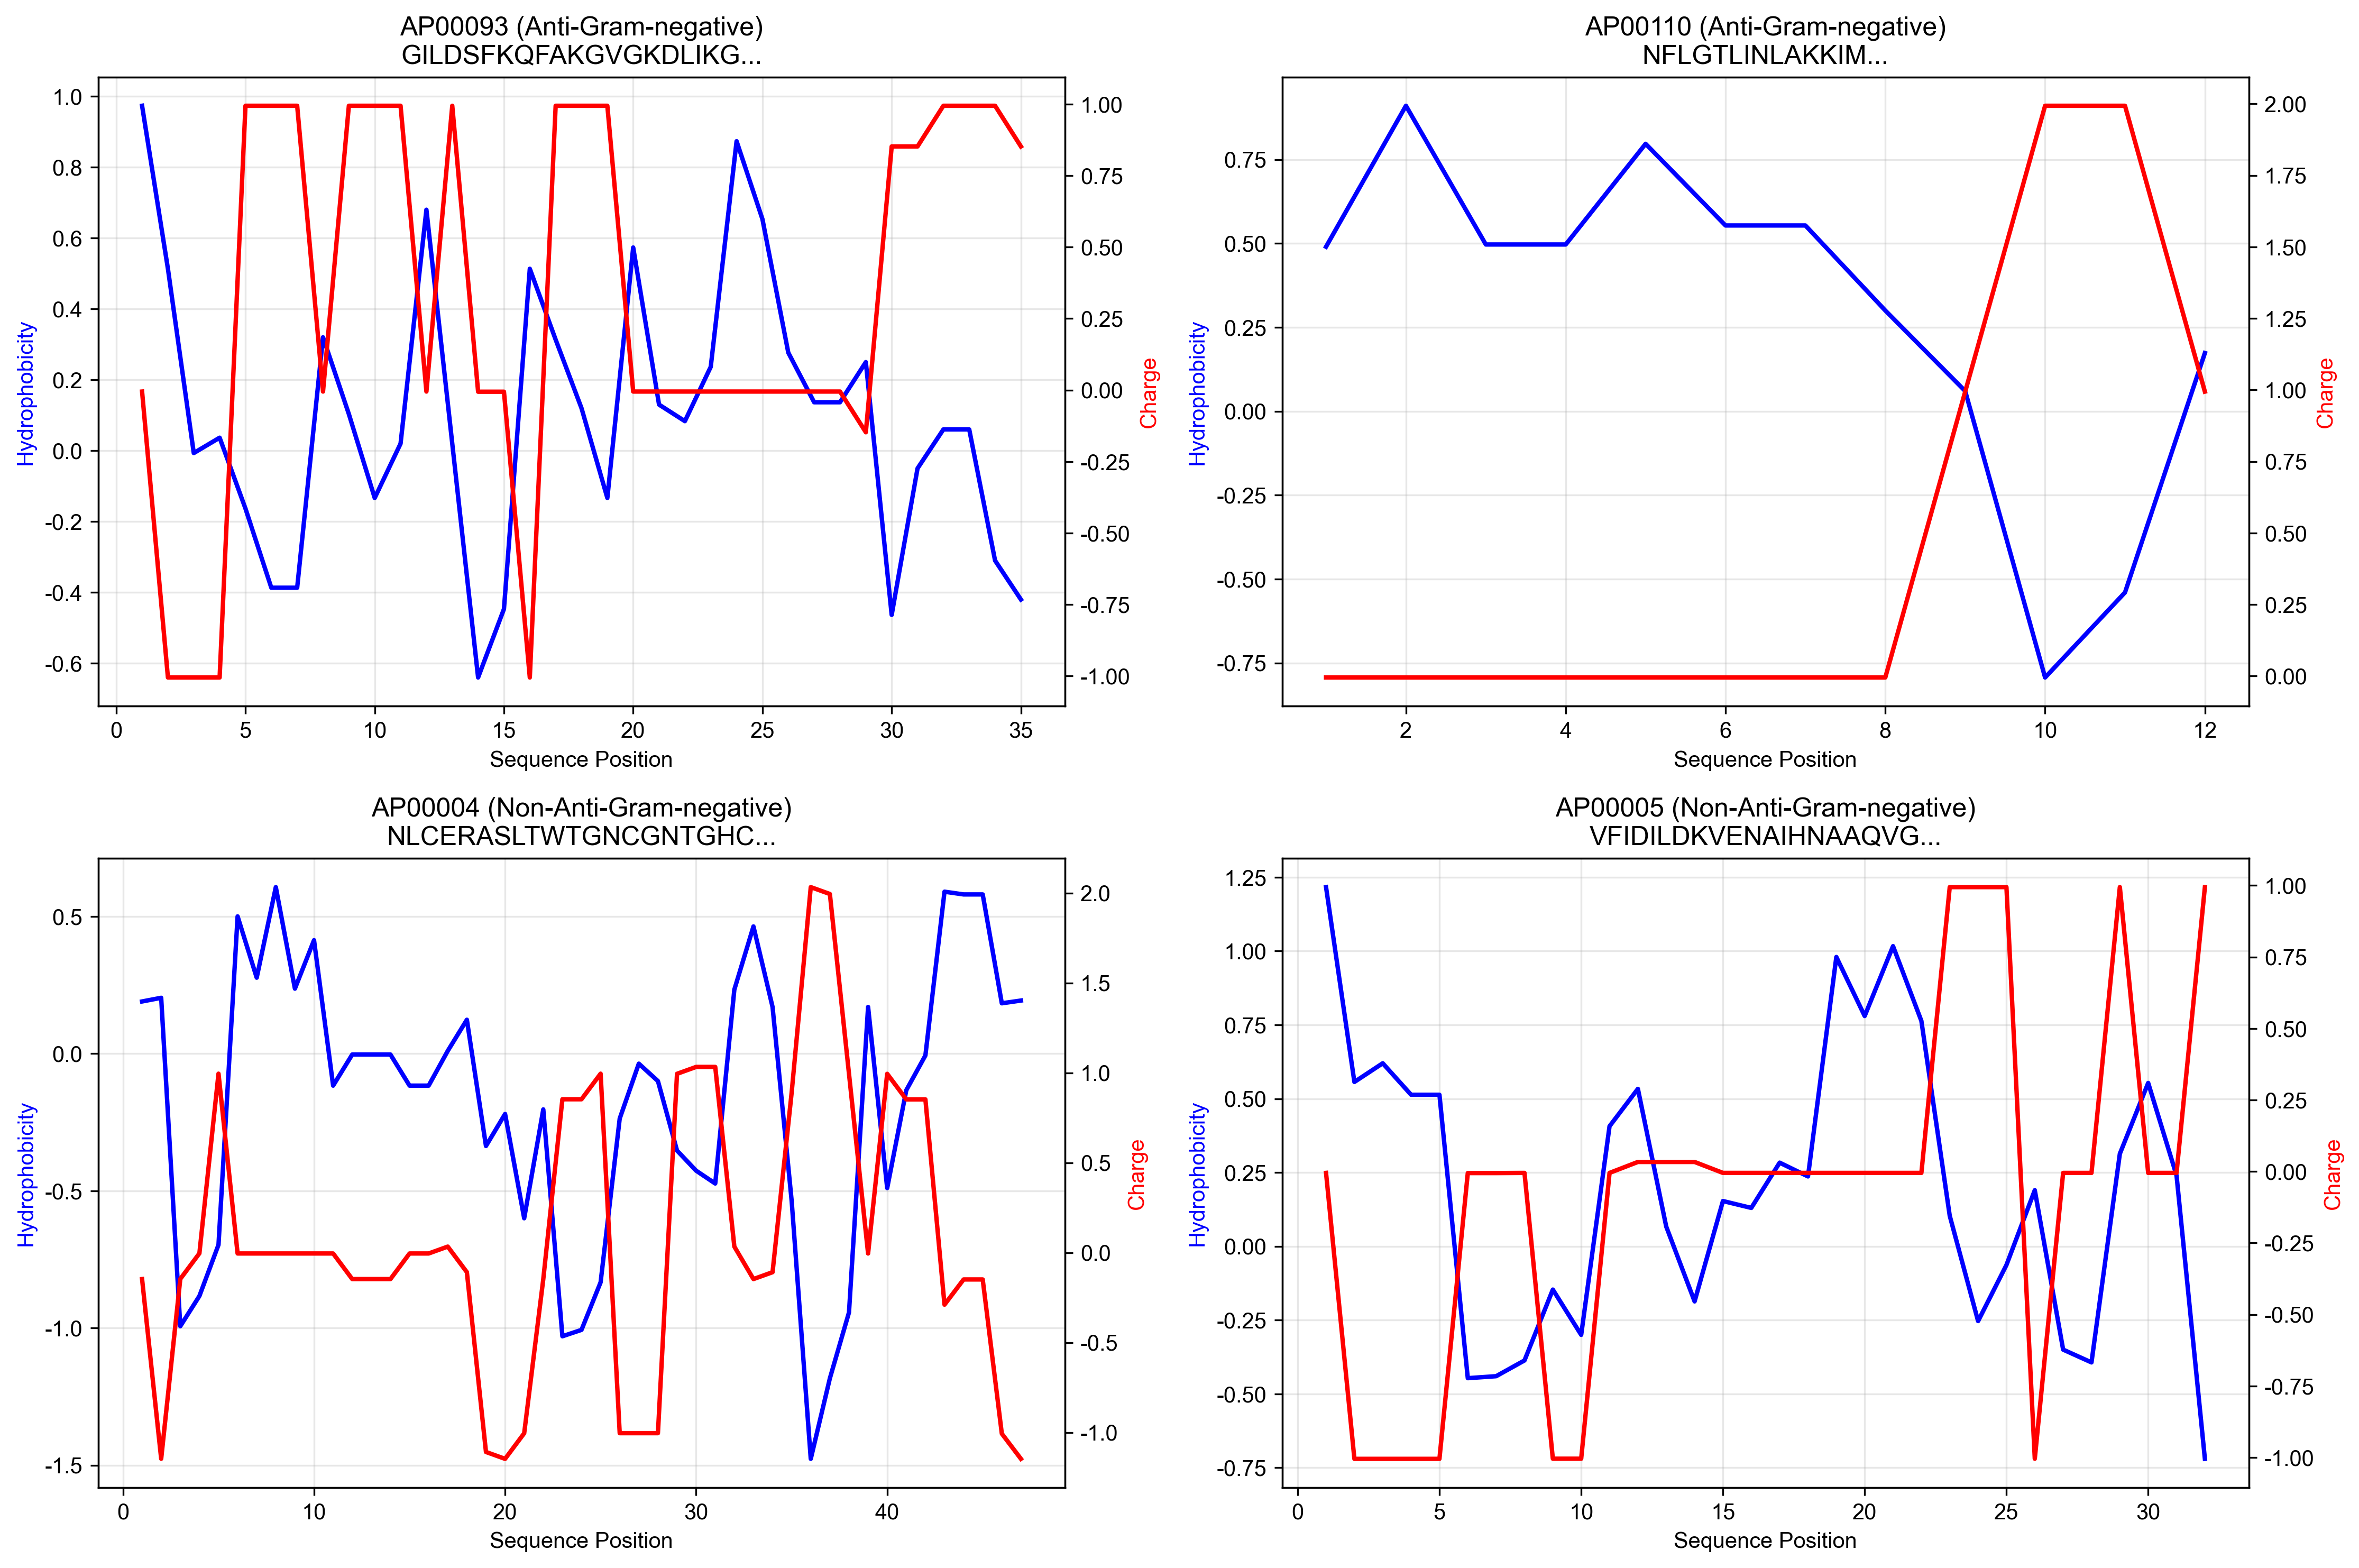 AP00093 (Anti-Gram-negative)
GILDSFKQFAKGVGKDLIKG...
1.0
0.8
0.6
0.4
0.2
0.0
-0.2
-0.4
-0.6
Hydrophobicity
1.00
0.75
0.50
0.25
0.00
-0.25
-0.50
-0.75
-1.00
Charge
0 5 10 15 20 25 30 35
Sequence Position
AP00110 (Anti-Gram-negative)
NFLGTLINLAKKIM...
0.75
0.50
0.25
0.00
-0.25
-0.50
-0.75
Hydrophobicity
2.00
1.75
1.50
1.25
1.00
0.75
0.50
0.25
0.00
Charge
2 4 6 8 10 12
Sequence Position
AP00004 (Non-Anti-Gram-negative)
NLCERASLTWTGNCGNTGHC...
0.5
0.0
-0.5
-1.0
-1.5
Hydrophobicity
2.0
1.5
1.0
0.5
0.0
-0.5
-1.0
Charge
0 10 20 30 40
Sequence Position
AP00005 (Non-Anti-Gram-negative)
VFIDILDKVENAIHNAAQVG...
1.25
1.00
0.75
0.50
0.25
0.00
-0.25
-0.50
-0.75
Hydrophobicity
1.00
0.75
0.50
0.25
0.00
-0.25
-0.50
-0.75
-1.00
Charge
0 5 10 15 20 25 30
Sequence Position